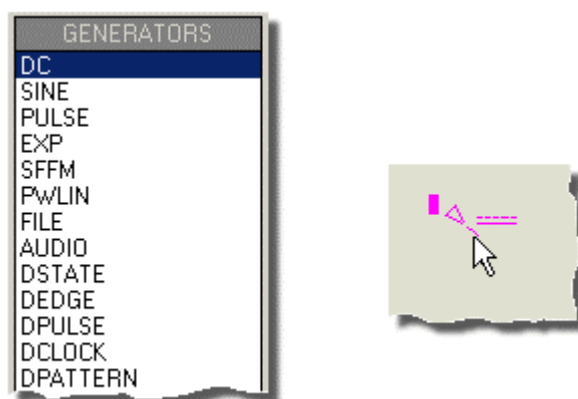 GENERATORS
DC
SINE
PULSE
EXP
SFFM
PWLIN
FILE
AUDIO
DSTATE
DEDGE
DPULSE
DCLOCK
DPATTERN